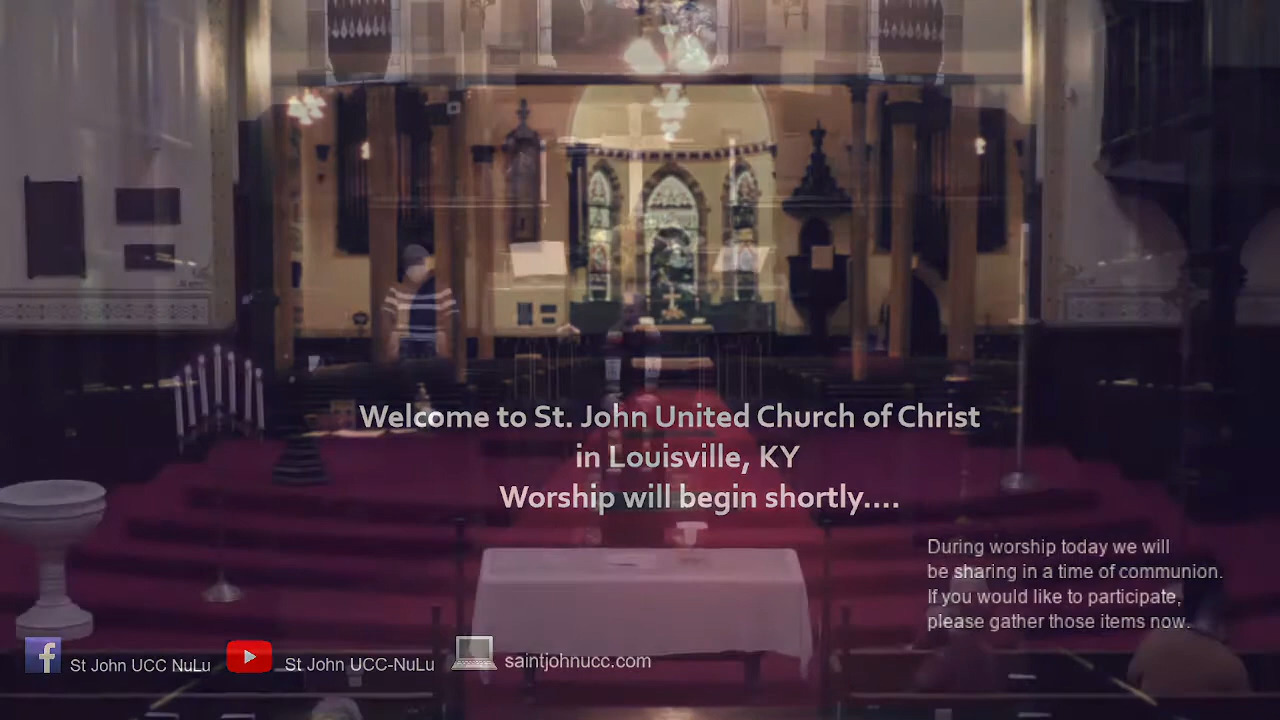 Welcome to St. John United Church of Christ
in Louisville, KY
Worship will begin shortly....
During worship today we will
be sharing in a time of communion.
If you would like to participate,
please gather those items now.
St John UCC NuLu
St John UCC-NuLu
saintjohnucc.com